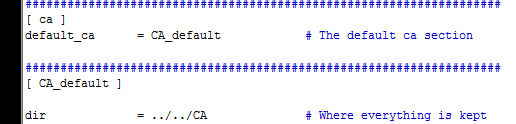 ####################################################################
[ ca ]
default_ca = CA_default # The default ca section
####################################################################
[ CA_default ]
dir = ../../CA # Where everything is kept